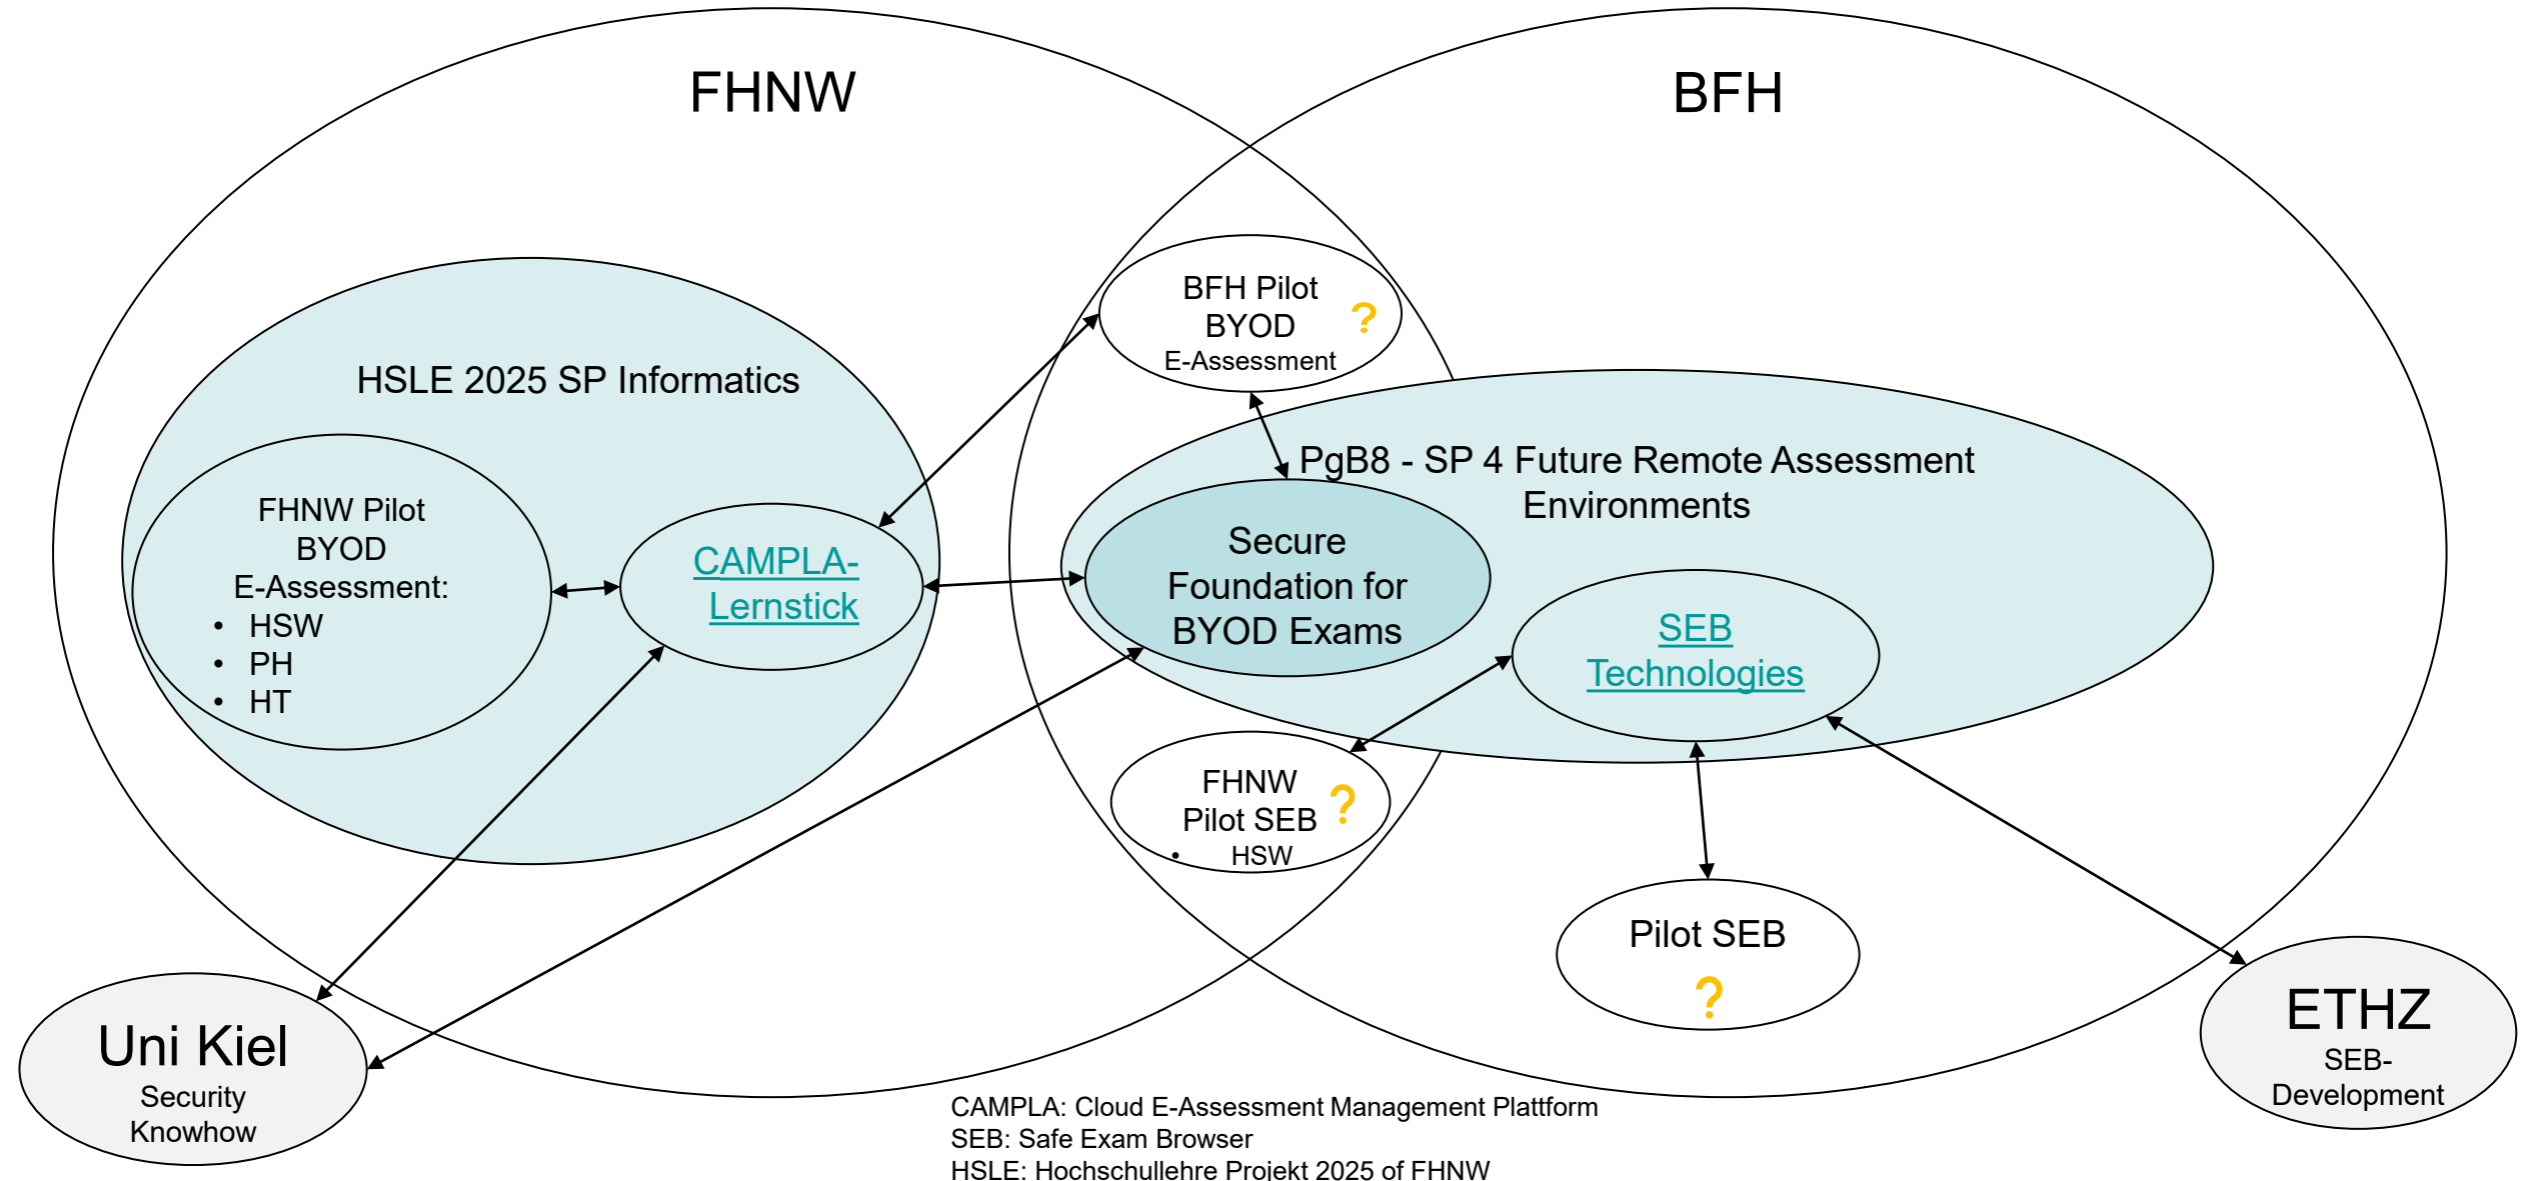 FHNW
BFH
BFH Pilot
BYOD
E-Assessment
?
HSLE 2025 SP Informatics
FHNW Pilot
BYOD
E-Assessment:
• HSW
• PH
• HT
CAMPLA-
Lernstick
PgB8 - SP 4 Future Remote Assessment
Environments
Secure
Foundation for
BYOD Exams
SEB
Technologies
FHNW
Pilot SEB
• HSW
?
Pilot SEB
?
Uni Kiel
Security
Knowhow
ETHZ
SEB-
Development
CAMPLA: Cloud E-Assessment Management Plattform
SEB: Safe Exam Browser
HSLE: Hochschullehre Projekt 2025 of FHNW